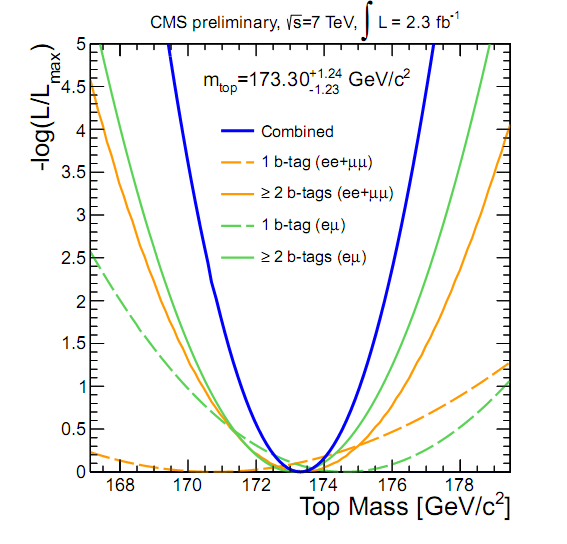 CMS preliminary, √s=7 TeV, ∫ L = 2.3 fb⁻¹
-log(L/Lₘₐₓ)
5
4.5
4
3.5
3
2.5
2
1.5
1
0.5
0
mₜₒₚ=173.30+1.24-1.23 GeV/c²
Combined
1 b-tag (ee+μμ)
≥ 2 b-tags (ee+μμ)
1 b-tag (eμ)
≥ 2 b-tags (eμ)
168 170 172 174 176 178
Top Mass [GeV/c²]